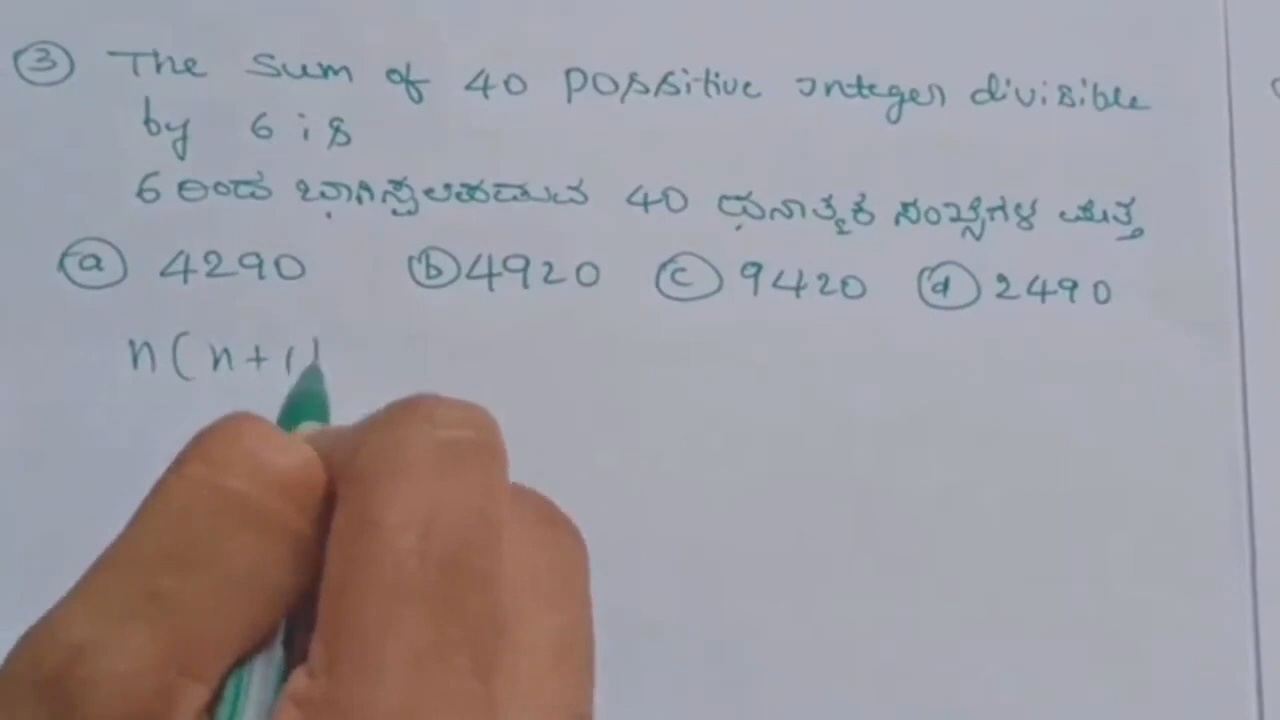 ③ The sum of 40 possitive integer divisible
by 6 is
6 ರಿಂದ ಭಾಗಿಸಲ್ಪಡುವ 40 ಧನಾತ್ಮಕ ಸಂಖ್ಯೆಗಳ ಮೊತ್ತ
ⓐ 4290 ⓑ 4920 ⓒ 9420 ⓓ 2490
n(n+1)